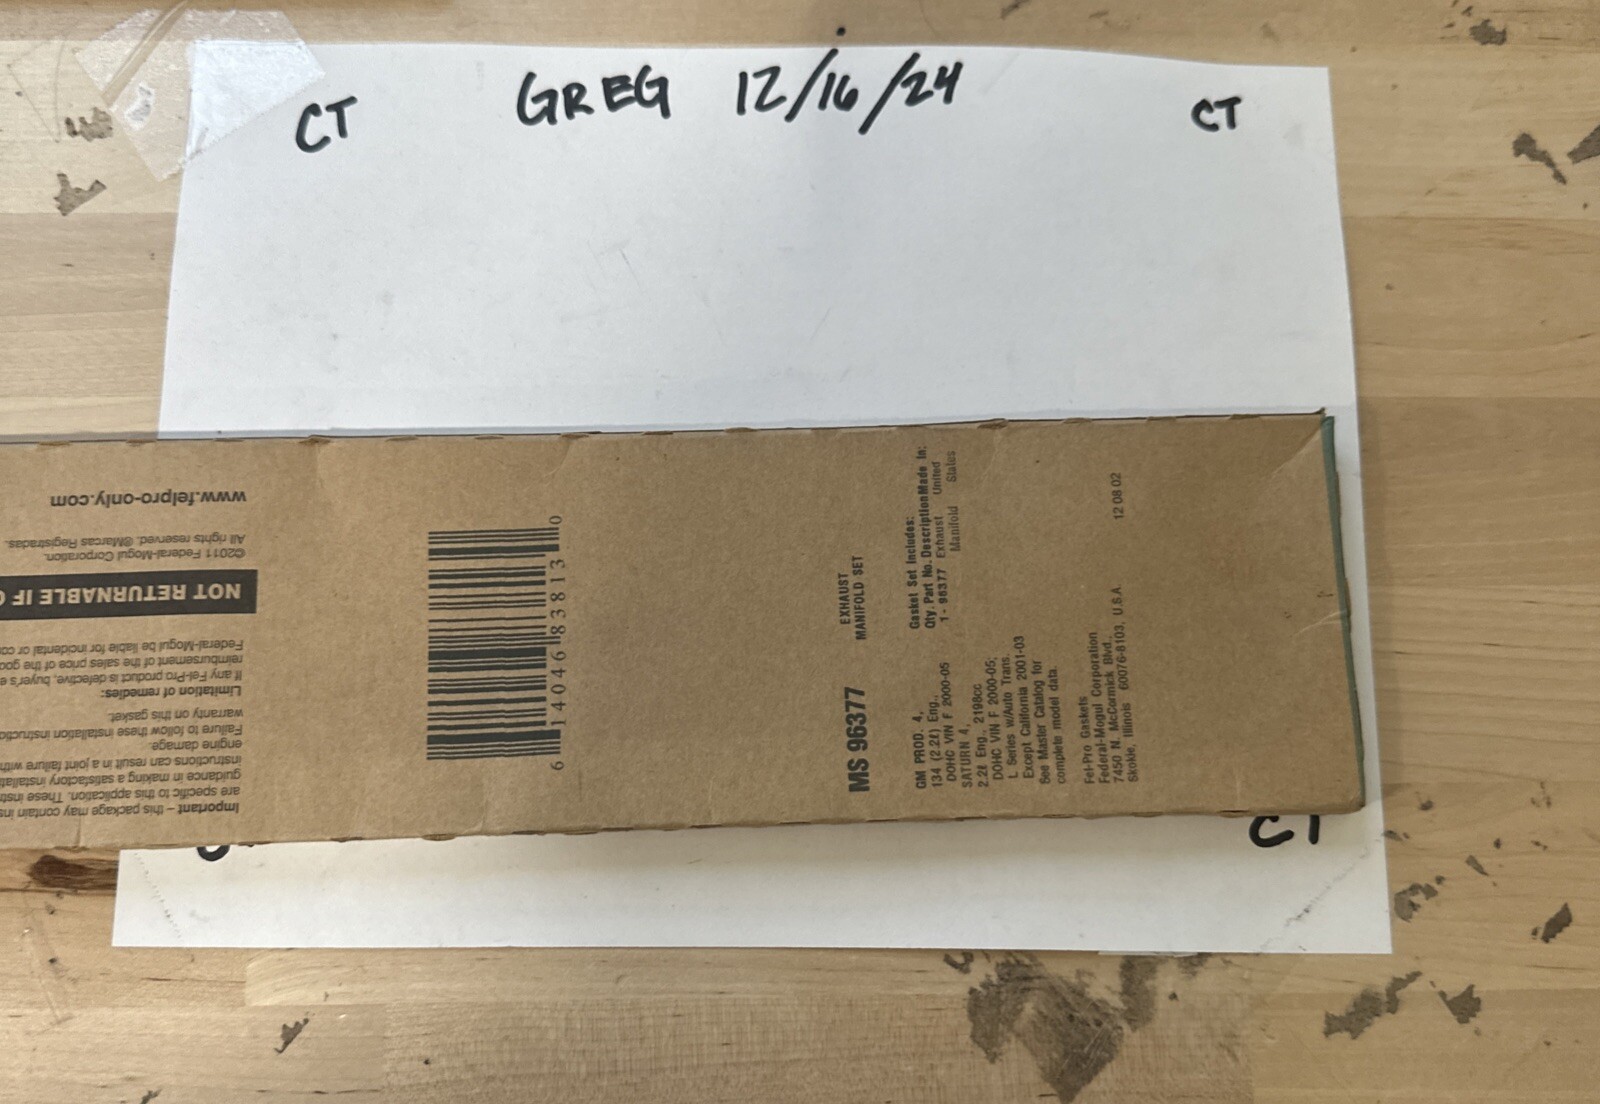 CT GREG 12/16/24 CT
www.felpro-only.com
©2011 Federal-Mogul Corporation.
All rights reserved. ®Marcas Registradas.
NOT RETURNABLE IF
Federal-Mogul be liable for incidental or
reimbursement of the sales price of the
If any Fel-Pro product is defective, buyer's
Limitation of remedies:
warranty on this gasket.
Failure to follow these installation
engine damage.
instructions can result in a joint failure
guidance in making a satisfactory
are specific to this application. These
Important – this package may contain
6 14046 83813 0
MS 96377
EXHAUST
MANIFOLD SET
GM PROD. 4,
134 (2.2ℓ) Eng.,
DOHC VIN F 2000-05
SATURN 4,
2.2ℓ Eng., 2198cc
DOHC VIN F 2000-05;
L Series w/Auto Trans.
Except California 2001-03
See Master Catalog for
complete model data.
Gasket Set Includes:
Qty. Part No. Description Made In:
1 - 96377 Exhaust United
Manifold States
Fel-Pro Gaskets
Federal-Mogul Corporation
7450 N. McCormick Blvd.,
Skokie, Illinois 60076-8103, U.S.A.
12 08 02
CT